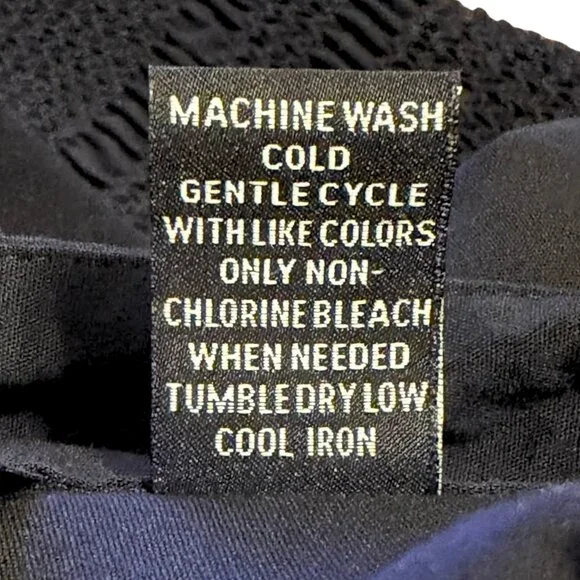 MACHINE WASH
COLD
GENTLE CYCLE
WITH LIKE COLORS
ONLY NON-
CHLORINE BLEACH
WHEN NEEDED
TUMBLE DRY LOW
COOL IRON